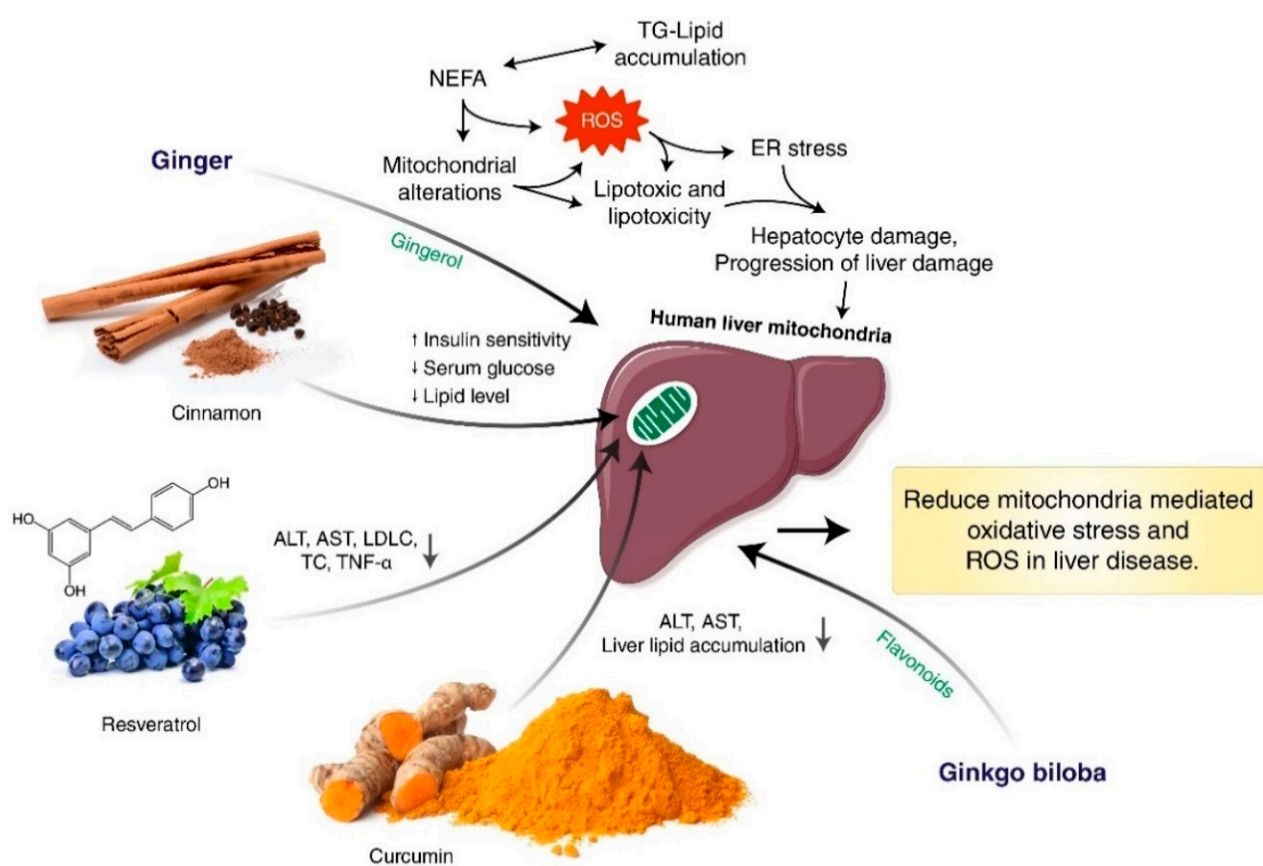 TG-Lipid
accumulation
NEFA
ROS
ER stress
Mitochondrial
alterations
Lipotoxic and
lipotoxicity
Hepatocyte damage,
Progression of liver damage
Ginger
Gingerol
Human liver mitochondria
↑ Insulin sensitivity
↓ Serum glucose
↓ Lipid level
Cinnamon
OH
HO
OH
ALT, AST, LDLC,
TC, TNF-α ↓
Resveratrol
Reduce mitochondria mediated
oxidative stress and
ROS in liver disease.
ALT, AST,
Liver lipid accumulation ↓
Flavonoids
Ginkgo biloba
Curcumin